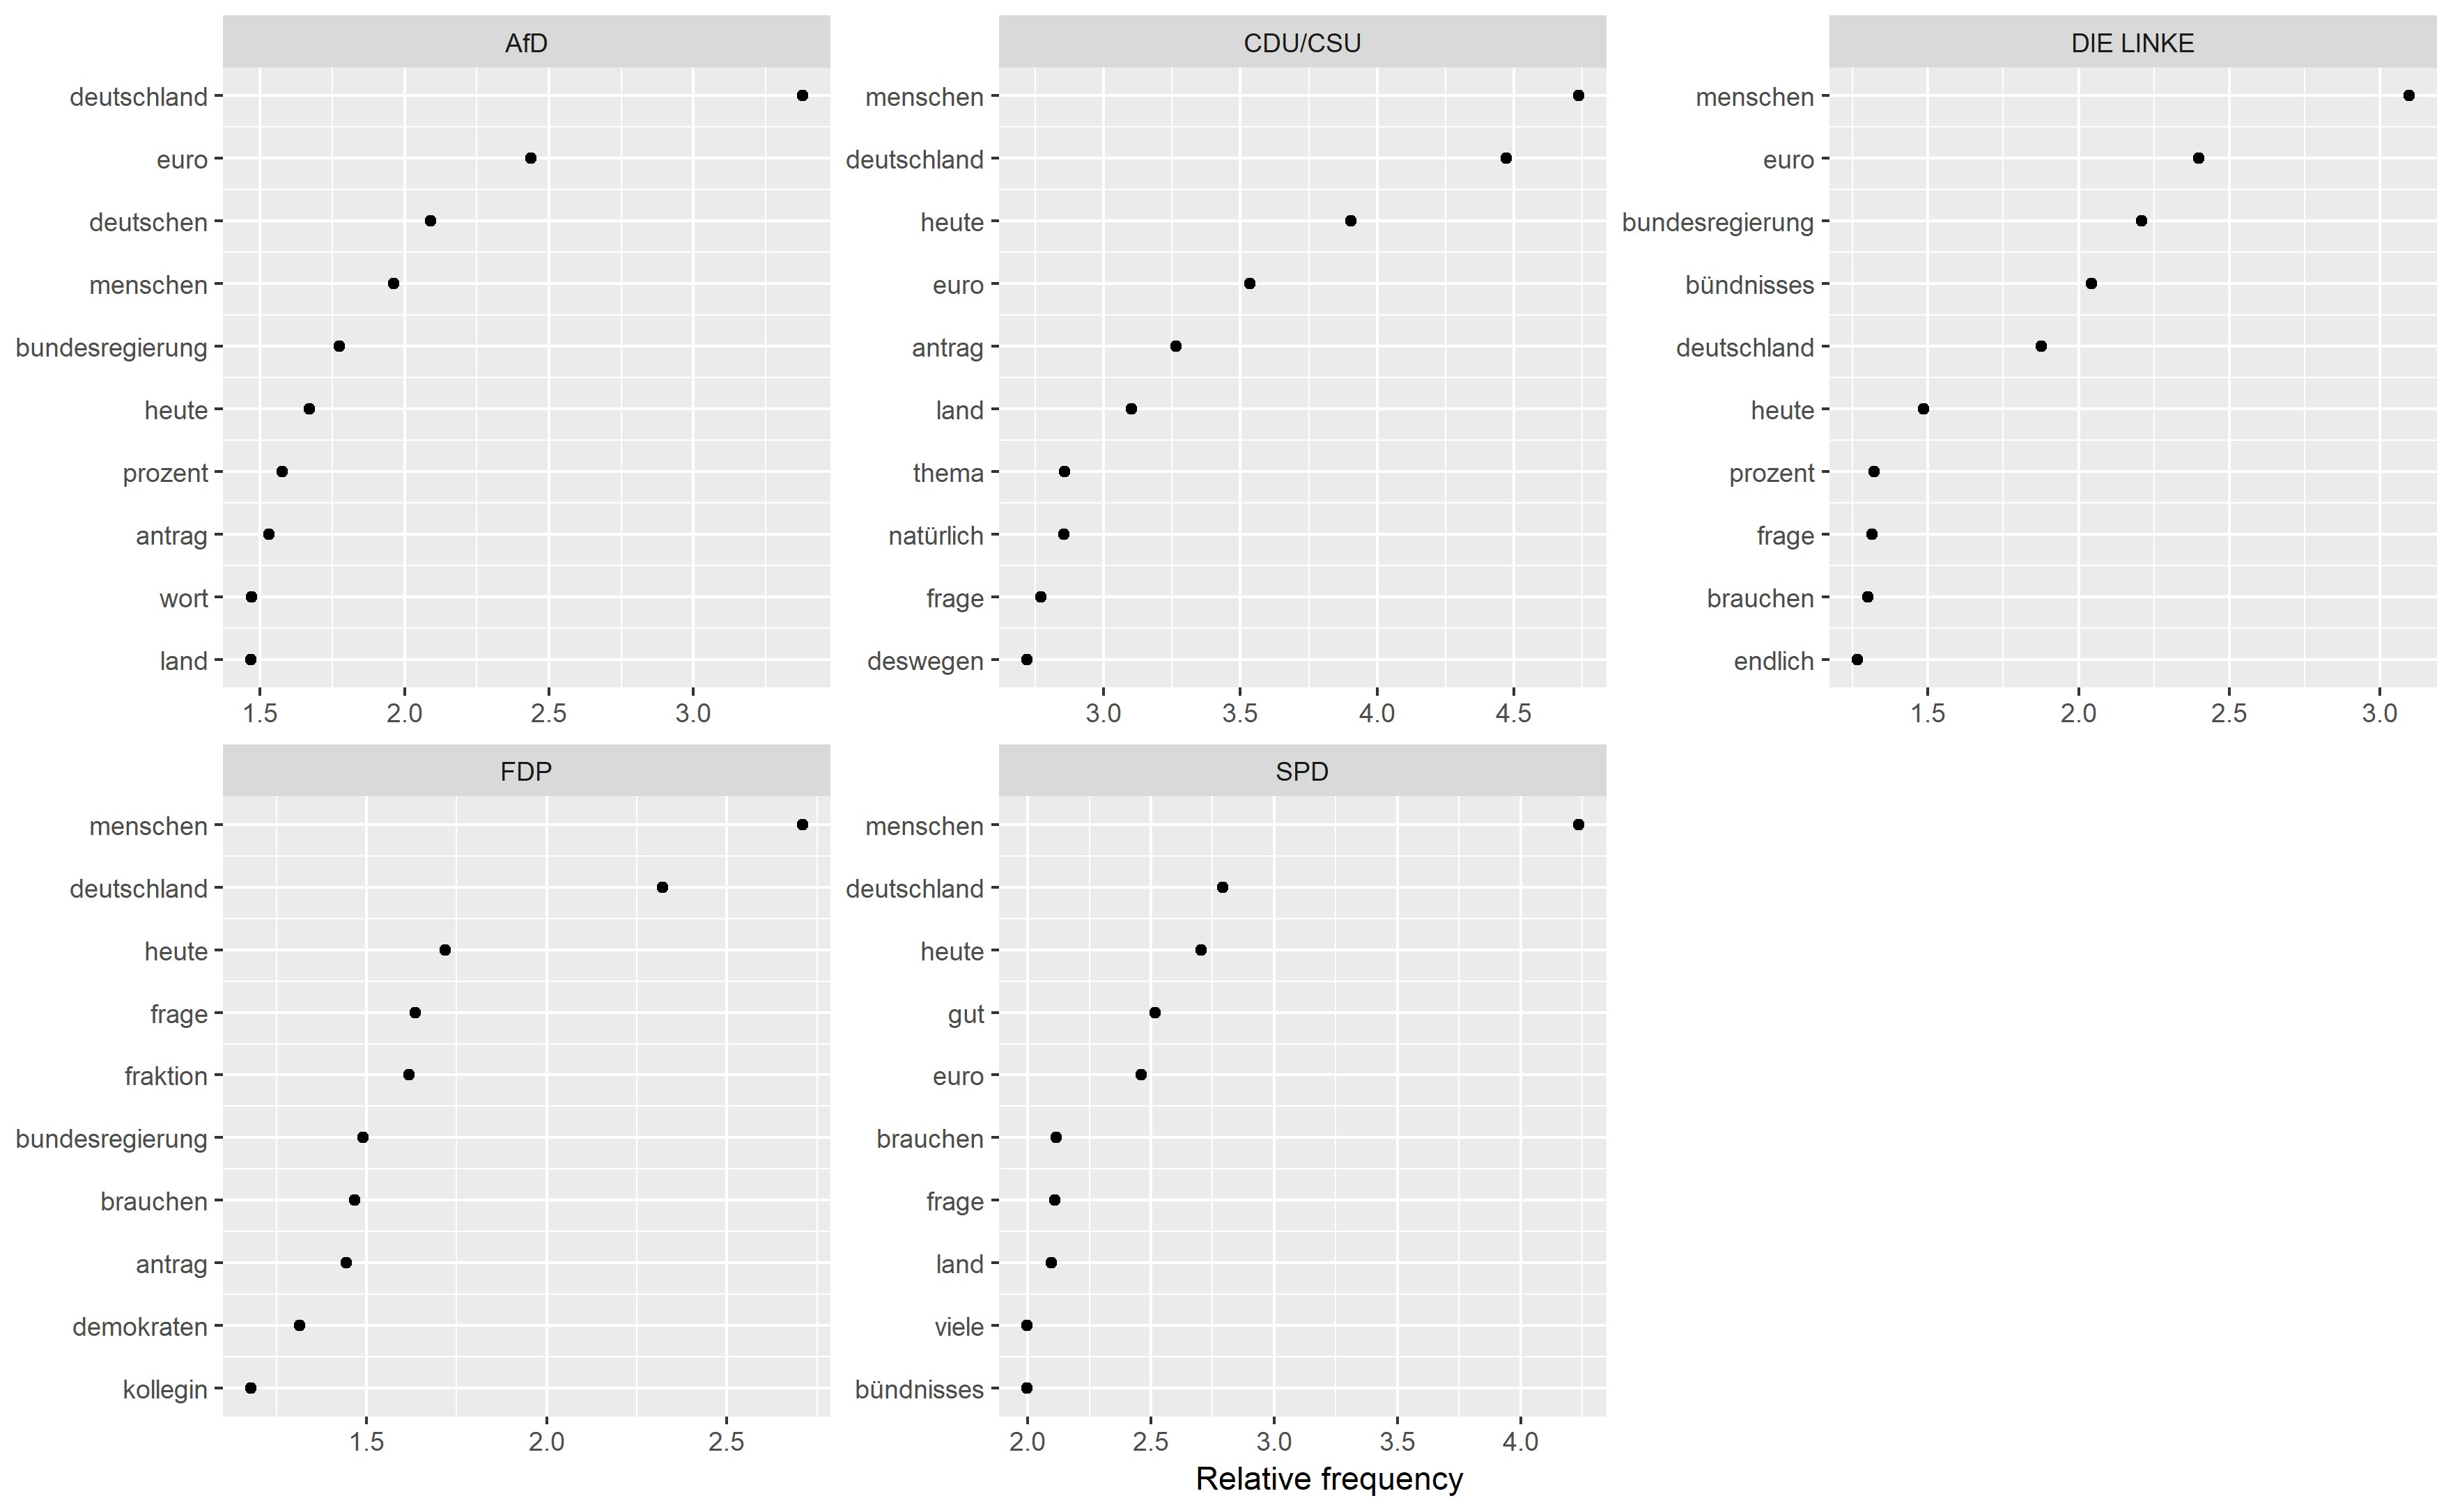 AfD
deutschland
euro
deutschen
menschen
bundesregierung
heute
prozent
antrag
wort
land
1.5 2.0 2.5 3.0
CDU/CSU
menschen
deutschland
heute
euro
antrag
land
thema
natürlich
frage
deswegen
3.0 3.5 4.0 4.5
DIE LINKE
menschen
euro
bundesregierung
bündnisses
deutschland
heute
prozent
frage
brauchen
endlich
1.5 2.0 2.5 3.0
FDP
menschen
deutschland
heute
frage
fraktion
bundesregierung
brauchen
antrag
demokraten
kollegin
1.5 2.0 2.5
SPD
menschen
deutschland
heute
gut
euro
brauchen
frage
land
viele
bündnisses
2.0 2.5 3.0 3.5 4.0
Relative frequency